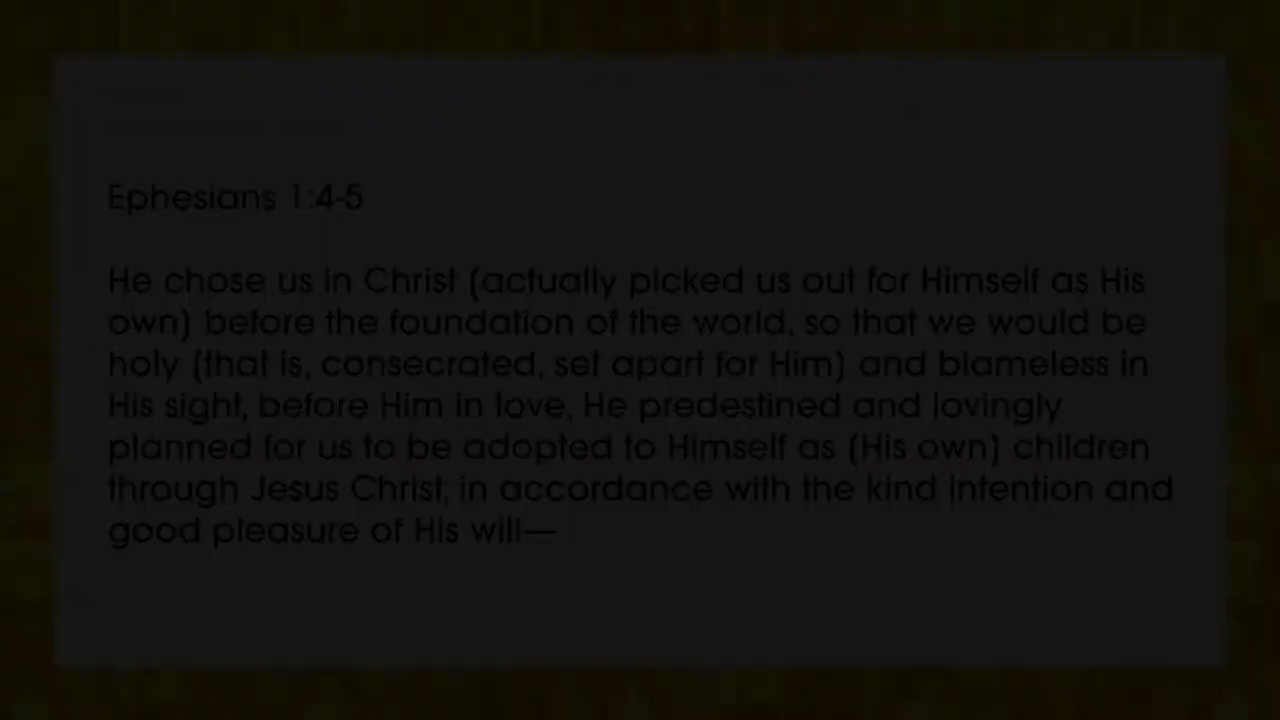 Ephesians 1:4-5
He chose us in Christ (actually picked us out for Himself as His
own) before the foundation of the world, so that we would be
holy (that is, consecrated, set apart for Him) and blameless in
His sight, before Him in love, He predestined and lovingly
planned for us to be adopted to Himself as (His own) children
through Jesus Christ, in accordance with the kind intention and
good pleasure of His will—